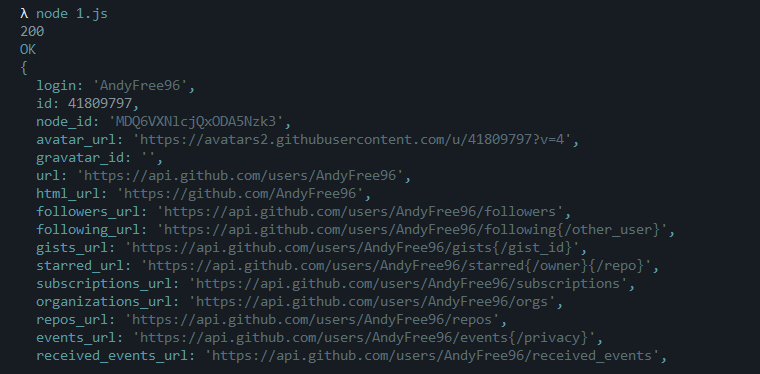 λ node 1.js
200
OK
{
  login: 'AndyFree96',
  id: 41809797,
  node_id: 'MDQ6VXNlcjQxODA5Nzk3',
  avatar_url: 'https://avatars2.githubusercontent.com/u/41809797?v=4',
  gravatar_id: '',
  url: 'https://api.github.com/users/AndyFree96',
  html_url: 'https://github.com/AndyFree96',
  followers_url: 'https://api.github.com/users/AndyFree96/followers',
  following_url: 'https://api.github.com/users/AndyFree96/following{/other_user}',
  gists_url: 'https://api.github.com/users/AndyFree96/gists{/gist_id}',
  starred_url: 'https://api.github.com/users/AndyFree96/starred{/owner}{/repo}',
  subscriptions_url: 'https://api.github.com/users/AndyFree96/subscriptions',
  organizations_url: 'https://api.github.com/users/AndyFree96/orgs',
  repos_url: 'https://api.github.com/users/AndyFree96/repos',
  events_url: 'https://api.github.com/users/AndyFree96/events{/privacy}',
  received_events_url: 'https://api.github.com/users/AndyFree96/received_events',